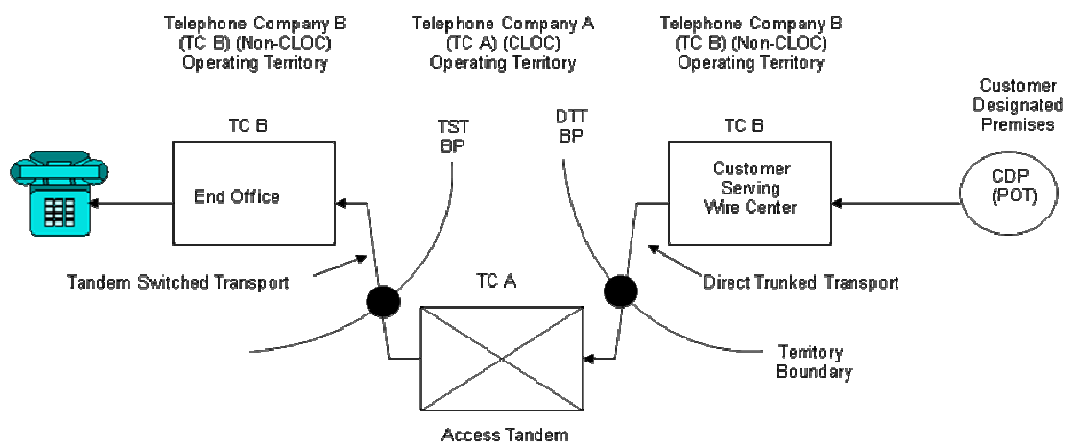 Telephone Company B
(TC B) (Non-CLOC)
Operating Territory
Telephone Company A
(TC A) (CLOC)
Operating Territory
Telephone Company B
(TC B) (Non-CLOC)
Operating Territory
Customer
Designated
Premises
TC B
TST
BP
DTT
BP
TC B
End Office
Customer
Serving
Wire Center
CDP
(POT)
Tandem Switched Transport
TC A
Direct Trunked Transport
Territory
Boundary
Access Tandem